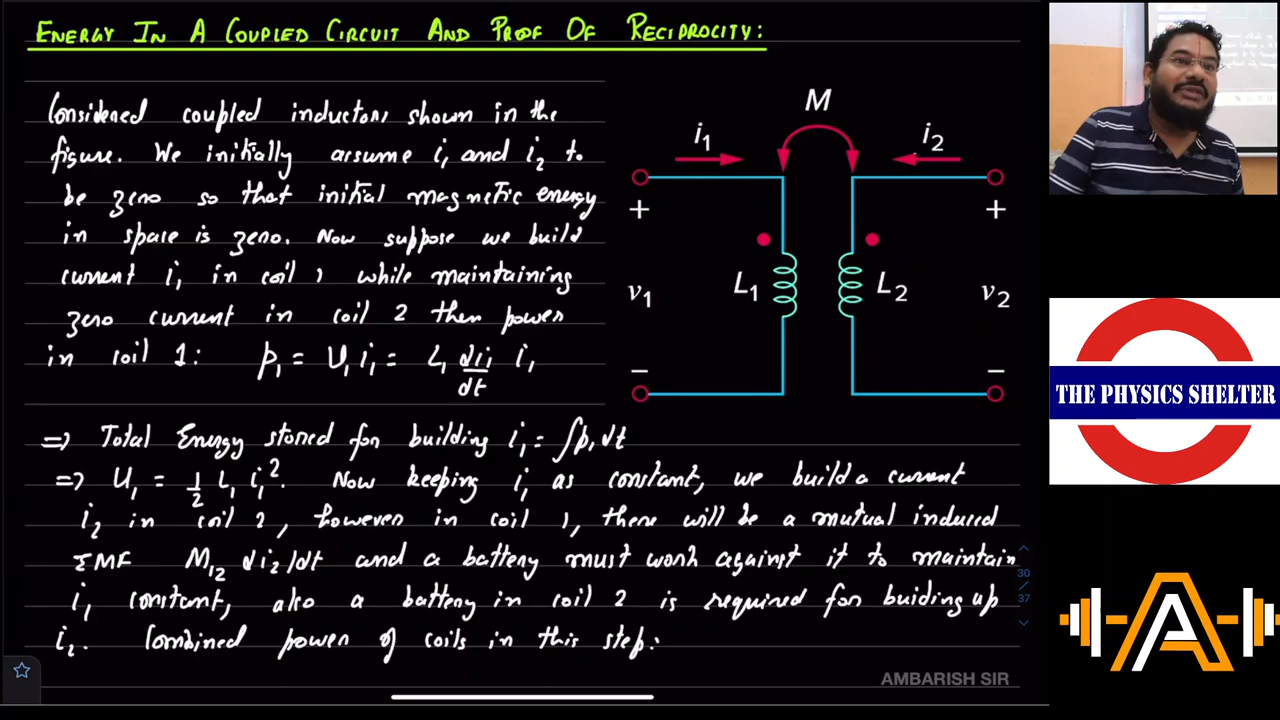 ENERGY IN A COUPLED CIRCUIT AND PROOF OF RECIPROCITY:
Considered coupled inductors shown in the
figure. We initially assume i₁ and i₂ to
be zero so that initial magnetic energy
in space is zero. Now suppose we build
current i₁ in coil 1 while maintaining
zero current in coil 2 then power
in coil 1: p₁ = v₁ i₁ = L₁ di₁/dt i₁
⇒ Total Energy stored for building i₁ = ∫p₁ dt
⇒ U₁ = 1/2 L₁ i₁². Now keeping i₁ as constant, we build a current
i₂ in coil 2, however in coil 1, there will be a mutual induced
EMF M₁₂ di₂/dt and a battery must work against it to maintain
i₁ constant, also a battery in coil 2 is required for buiding up
i₂. Combined power of coils in this step:
M
i₁ i₂
+ +
v₁ L₁ L₂ v₂
– –
THE PHYSICS SHELTER
A
30
/
37
AMBARISH SIR